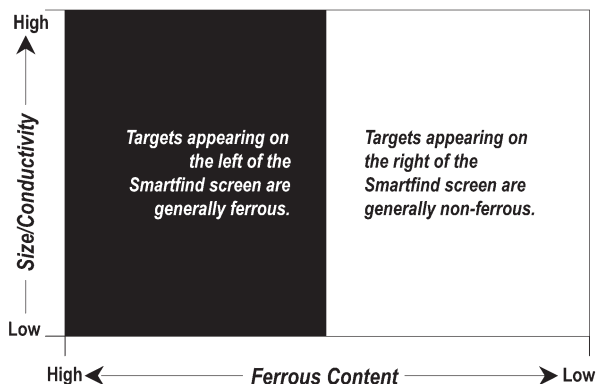 High
Size/Conductivity
Low
Targets appearing on
the left of the
Smartfind screen are
generally ferrous.
Targets appearing on
the right of the
Smartfind screen are
generally non-ferrous.
High
Ferrous Content
Low